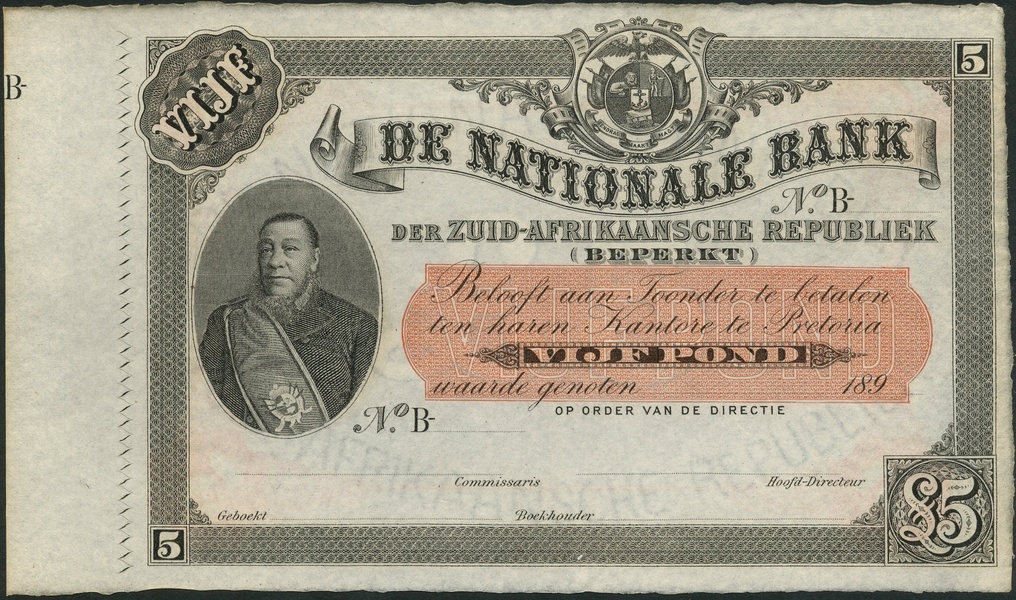 B-
VIJF
5
DE NATIONALE BANK
No B-
DER ZUID-AFRIKAANSCHE REPUBLIEK
(BEPERKT)
Belooft aan Toonder te betalen
ten haren Kantore te Pretoria
VIJF POND
waarde genoten 189
OP ORDER VAN DE DIRECTIE
No B-
Commissaris Hoofd-Directeur
Geboekt Boekhouder
5
£5